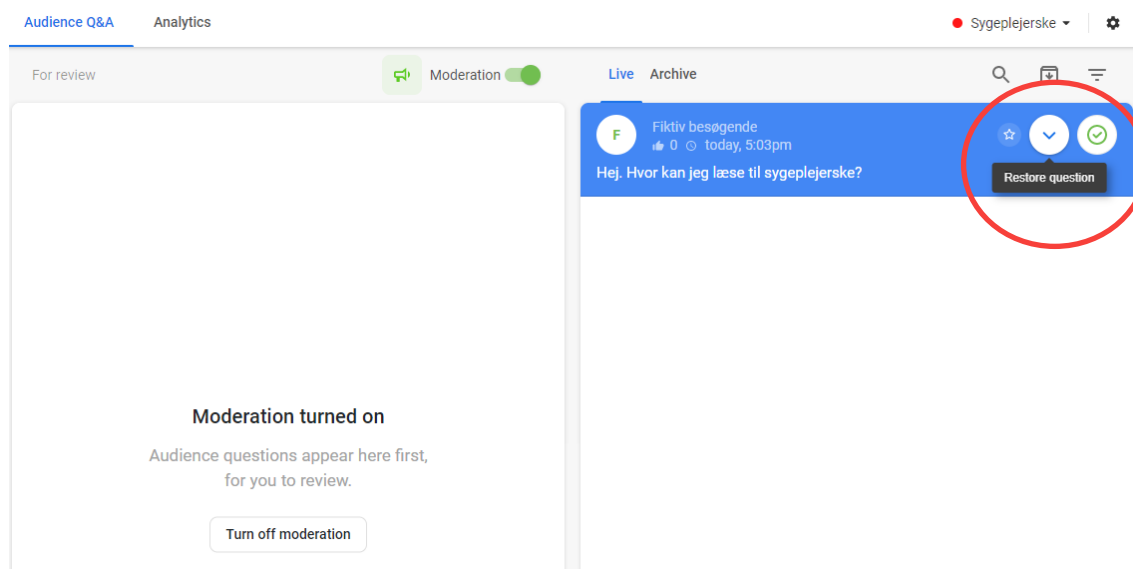 Audience Q&A Analytics Sygeplejerske
For review Moderation Live Archive
F Fiktiv besøgende
0 today, 5:03pm
Hej. Hvor kan jeg læse til sygeplejerske?
Restore question
Moderation turned on
Audience questions appear here first,
for you to review.
Turn off moderation